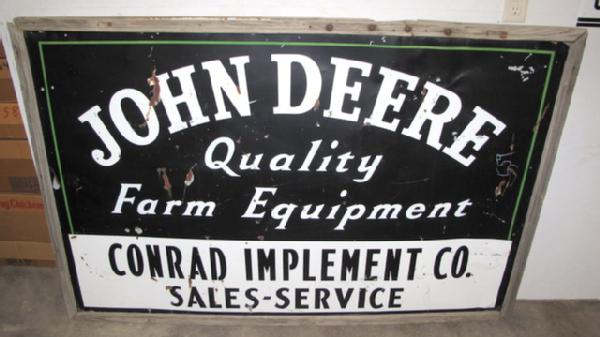 JOHN DEERE
Quality
Farm Equipment
CONRAD IMPLEMENT CO.
SALES-SERVICE